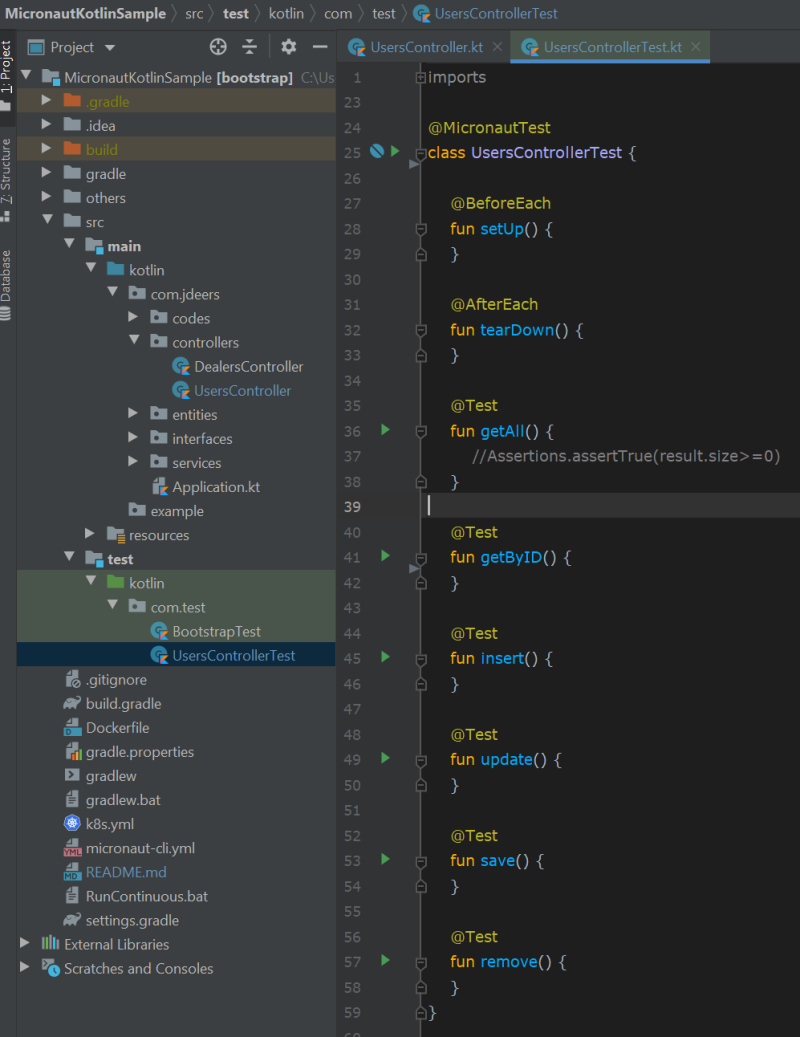 MicronautKotlinSample src test kotlin com test UsersControllerTest
1: Project
7: Structure
Database
Project
MicronautKotlinSample [bootstrap] C:\Us
.gradle
.idea
build
gradle
others
src
main
kotlin
com.jdeers
codes
controllers
DealersController
UsersController
entities
interfaces
services
Application.kt
example
resources
test
kotlin
com.test
BootstrapTest
UsersControllerTest
.gitignore
build.gradle
Dockerfile
gradle.properties
gradlew
gradlew.bat
k8s.yml
micronaut-cli.yml
README.md
RunContinuous.bat
settings.gradle
External Libraries
Scratches and Consoles
UsersController.kt UsersControllerTest.kt
1 imports
23
24 @MicronautTest
25 class UsersControllerTest {
26
27 @BeforeEach
28 fun setUp() {
29 }
30
31 @AfterEach
32 fun tearDown() {
33 }
34
35 @Test
36 fun getAll() {
37 //Assertions.assertTrue(result.size>=0)
38 }
39
40 @Test
41 fun getByID() {
42 }
43
44 @Test
45 fun insert() {
46 }
47
48 @Test
49 fun update() {
50 }
51
52 @Test
53 fun save() {
54 }
55
56 @Test
57 fun remove() {
58 }
59 }
60